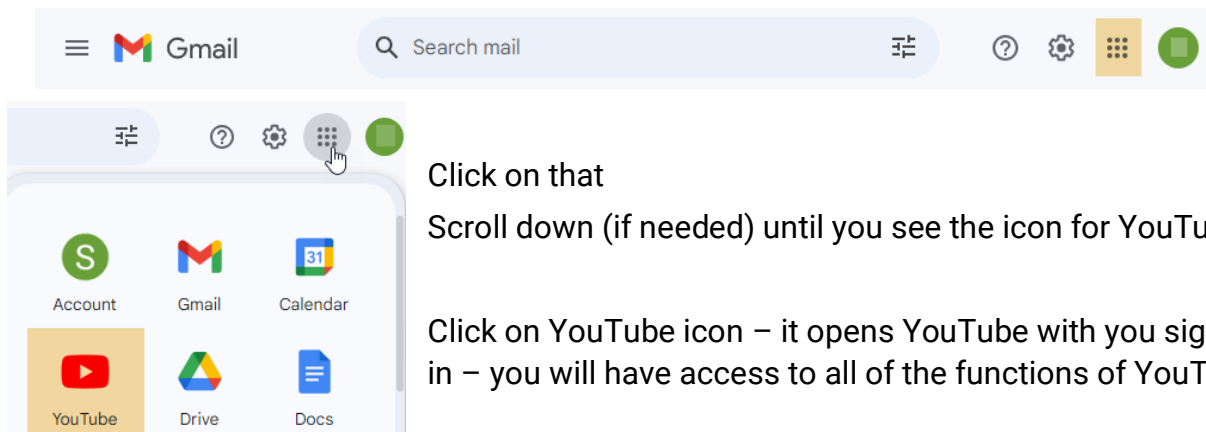 Gmail Search mail
Click on that
Scroll down (if needed) until you see the icon for YouTu
S 31
Account Gmail Calendar
Click on YouTube icon – it opens YouTube with you sig
in – you will have access to all of the functions of YouT
YouTube Drive Docs